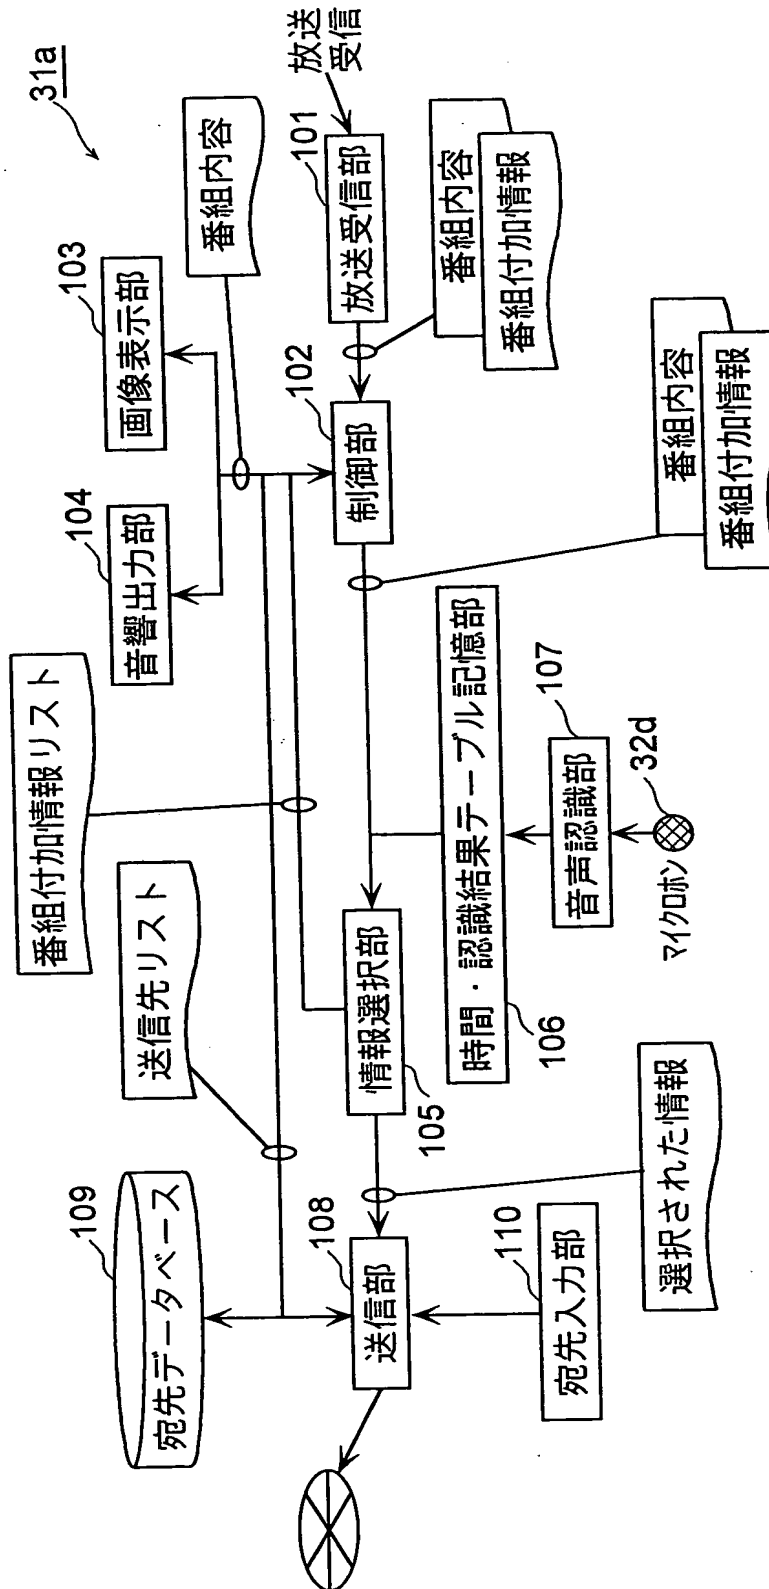 31a
放送
受信
101
放送受信部
番組内容
番組付加情報
102
制御部
番組内容
103
画像表示部
104
音響出力部
番組内容
番組付加情報
番組付加情報リスト
送信先リスト
情報選択部
105
時間・認識結果テーブル記憶部
106
音声認識部
107
マイクロホン
32d
選択された情報
送信部
108
宛先データベース
109
宛先入力部
110